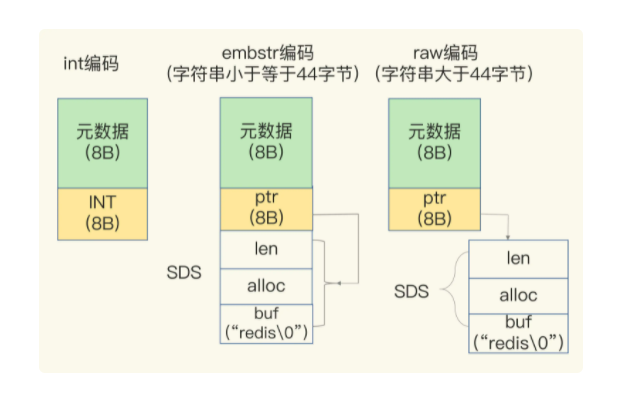 int编码
embstr编码
(字符串小于等于44字节)
raw编码
(字符串大于44字节)
元数据
(8B)
INT
(8B)
元数据
(8B)
ptr
(8B)
SDS
len
alloc
buf
(“redis\0”)
元数据
(8B)
ptr
(8B)
SDS
len
alloc
buf
(“redis\0”)